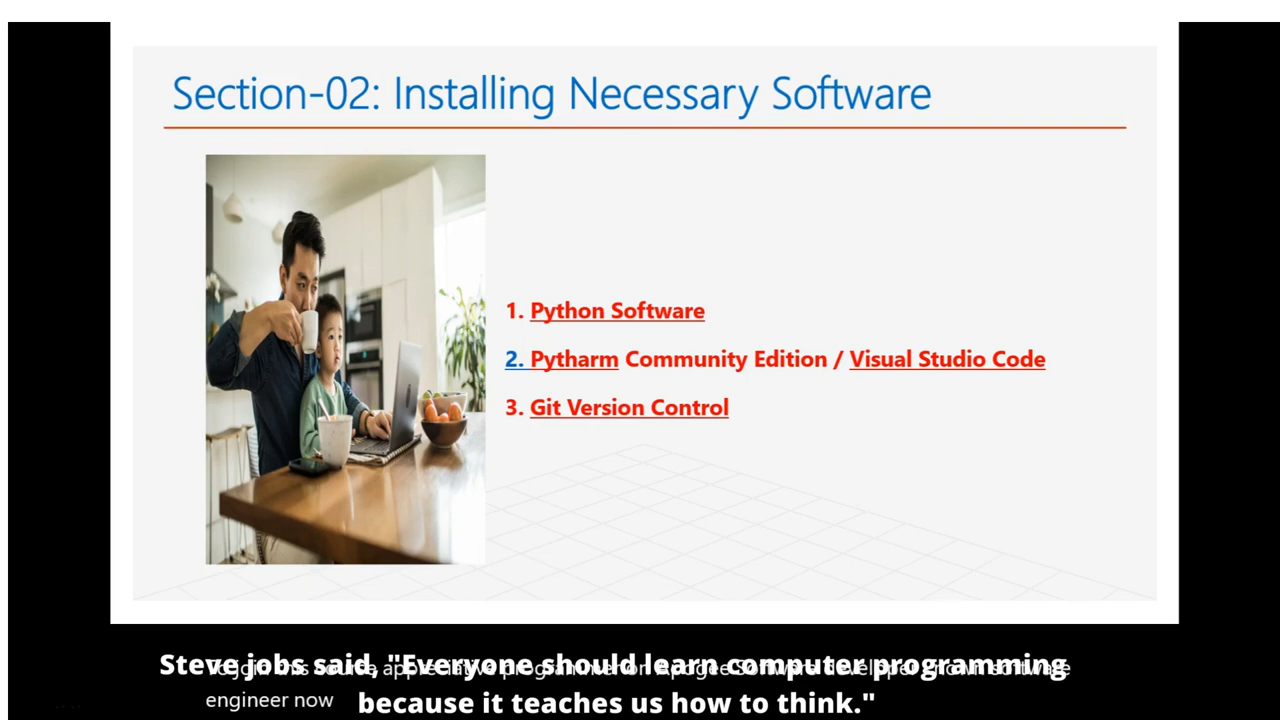 Section-02: Installing Necessary Software
1. Python Software
2. Pytharm Community Edition / Visual Studio Code
3. Git Version Control
Steve jobs said, "Everyone should learn computer programming
because it teaches us how to think."
engineer now